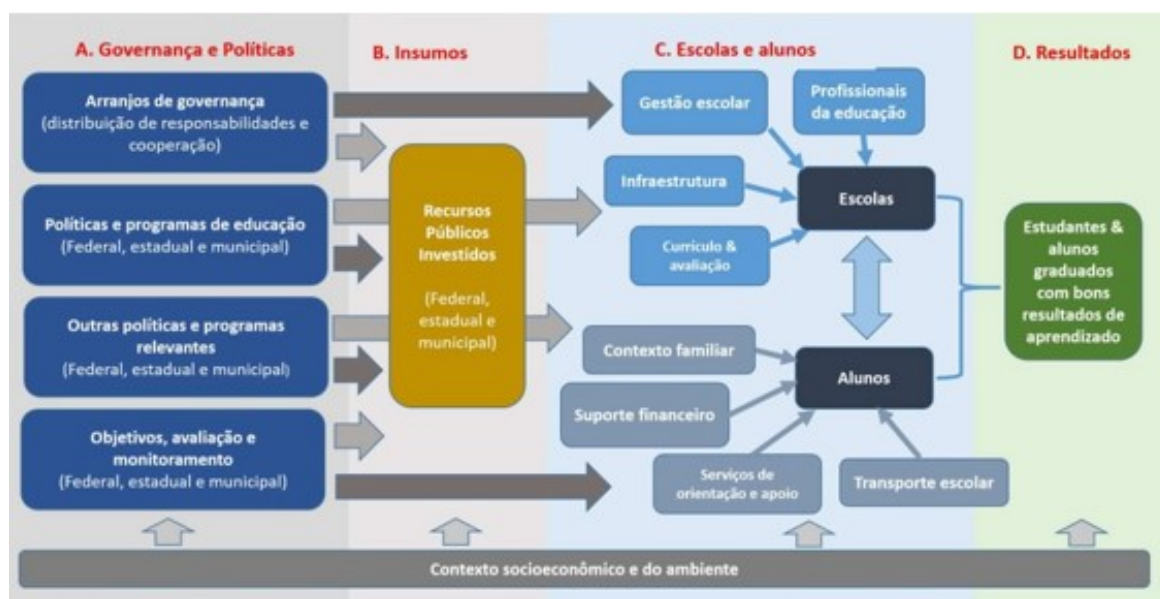 A. Governança e Políticas
Arranjos de governança
(distribuição de responsabilidades e
cooperação)
Políticas e programas de educação
(Federal, estadual e municipal)
Outras políticas e programas
relevantes
(Federal, estadual e municipal)
Objetivos, avaliação e
monitoramento
(Federal, estadual e municipal)
B. Insumos
Recursos
Públicos
Investidos
(Federal,
estadual e
municipal)
C. Escolas e alunos
Gestão escolar
Profissionais
da educação
Infraestrutura
Escolas
Currículo &
avaliação
Contexto familiar
Alunos
Suporte financeiro
Serviços de
orientação e apoio
Transporte escolar
D. Resultados
Estudantes &
alunos
graduados
com bons
resultados de
aprendizado
Contexto socioeconômico e do ambiente